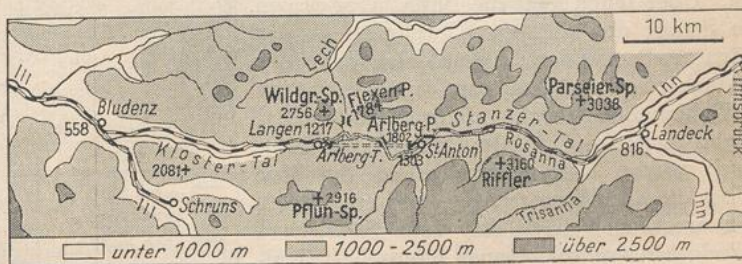 10 km
Lech
Ill
Wildgr.-Sp.
2756
Flexen-P.
1784
Parseier-Sp.
3038
Inn
Innsbruck
Bludenz
558
Langen 1217
Arlberg-P.
1802
Stanzer-Tal
Rosanna
Landeck
816
Kloster-Tal
Arlberg-T.
1303
St.Anton
2081
3160
Riffler
Schruns
Ill
2916
Pflun-Sp.
Trisanna
Inn
unter 1000 m
1000-2500 m
über 2500 m